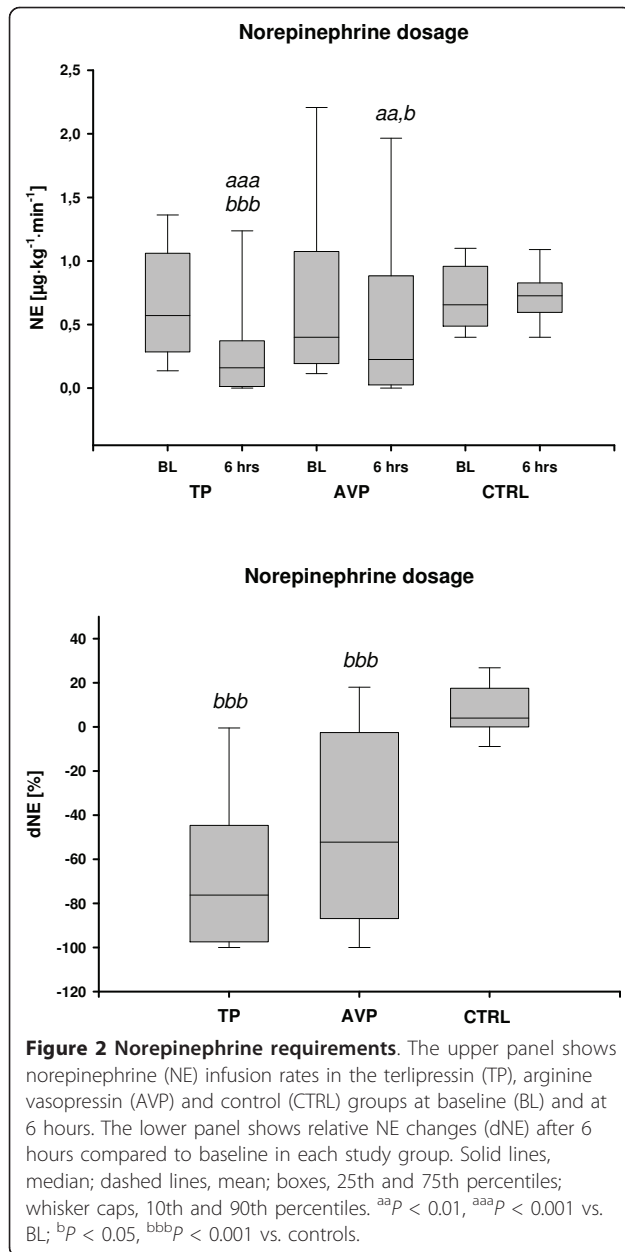 Norepinephrine dosage
2,5
2,0
1,5
1,0
0,5
0,0
NE [µg·kg⁻¹·min⁻¹]
aaa
bbb
aa,b
BL 6 hrs BL 6 hrs BL 6 hrs
TP AVP CTRL
Norepinephrine dosage
40
20
0
-20
-40
-60
-80
-100
-120
dNE [%]
bbb
bbb
TP AVP CTRL
Figure 2 Norepinephrine requirements. The upper panel shows
norepinephrine (NE) infusion rates in the terlipressin (TP), arginine
vasopressin (AVP) and control (CTRL) groups at baseline (BL) and at
6 hours. The lower panel shows relative NE changes (dNE) after 6
hours compared to baseline in each study group. Solid lines,
median; dashed lines, mean; boxes, 25th and 75th percentiles;
whisker caps, 10th and 90th percentiles. ᵃᵃP < 0.01, ᵃᵃᵃP < 0.001 vs.
BL; ᵇP < 0.05, ᵇᵇᵇP < 0.001 vs. controls.